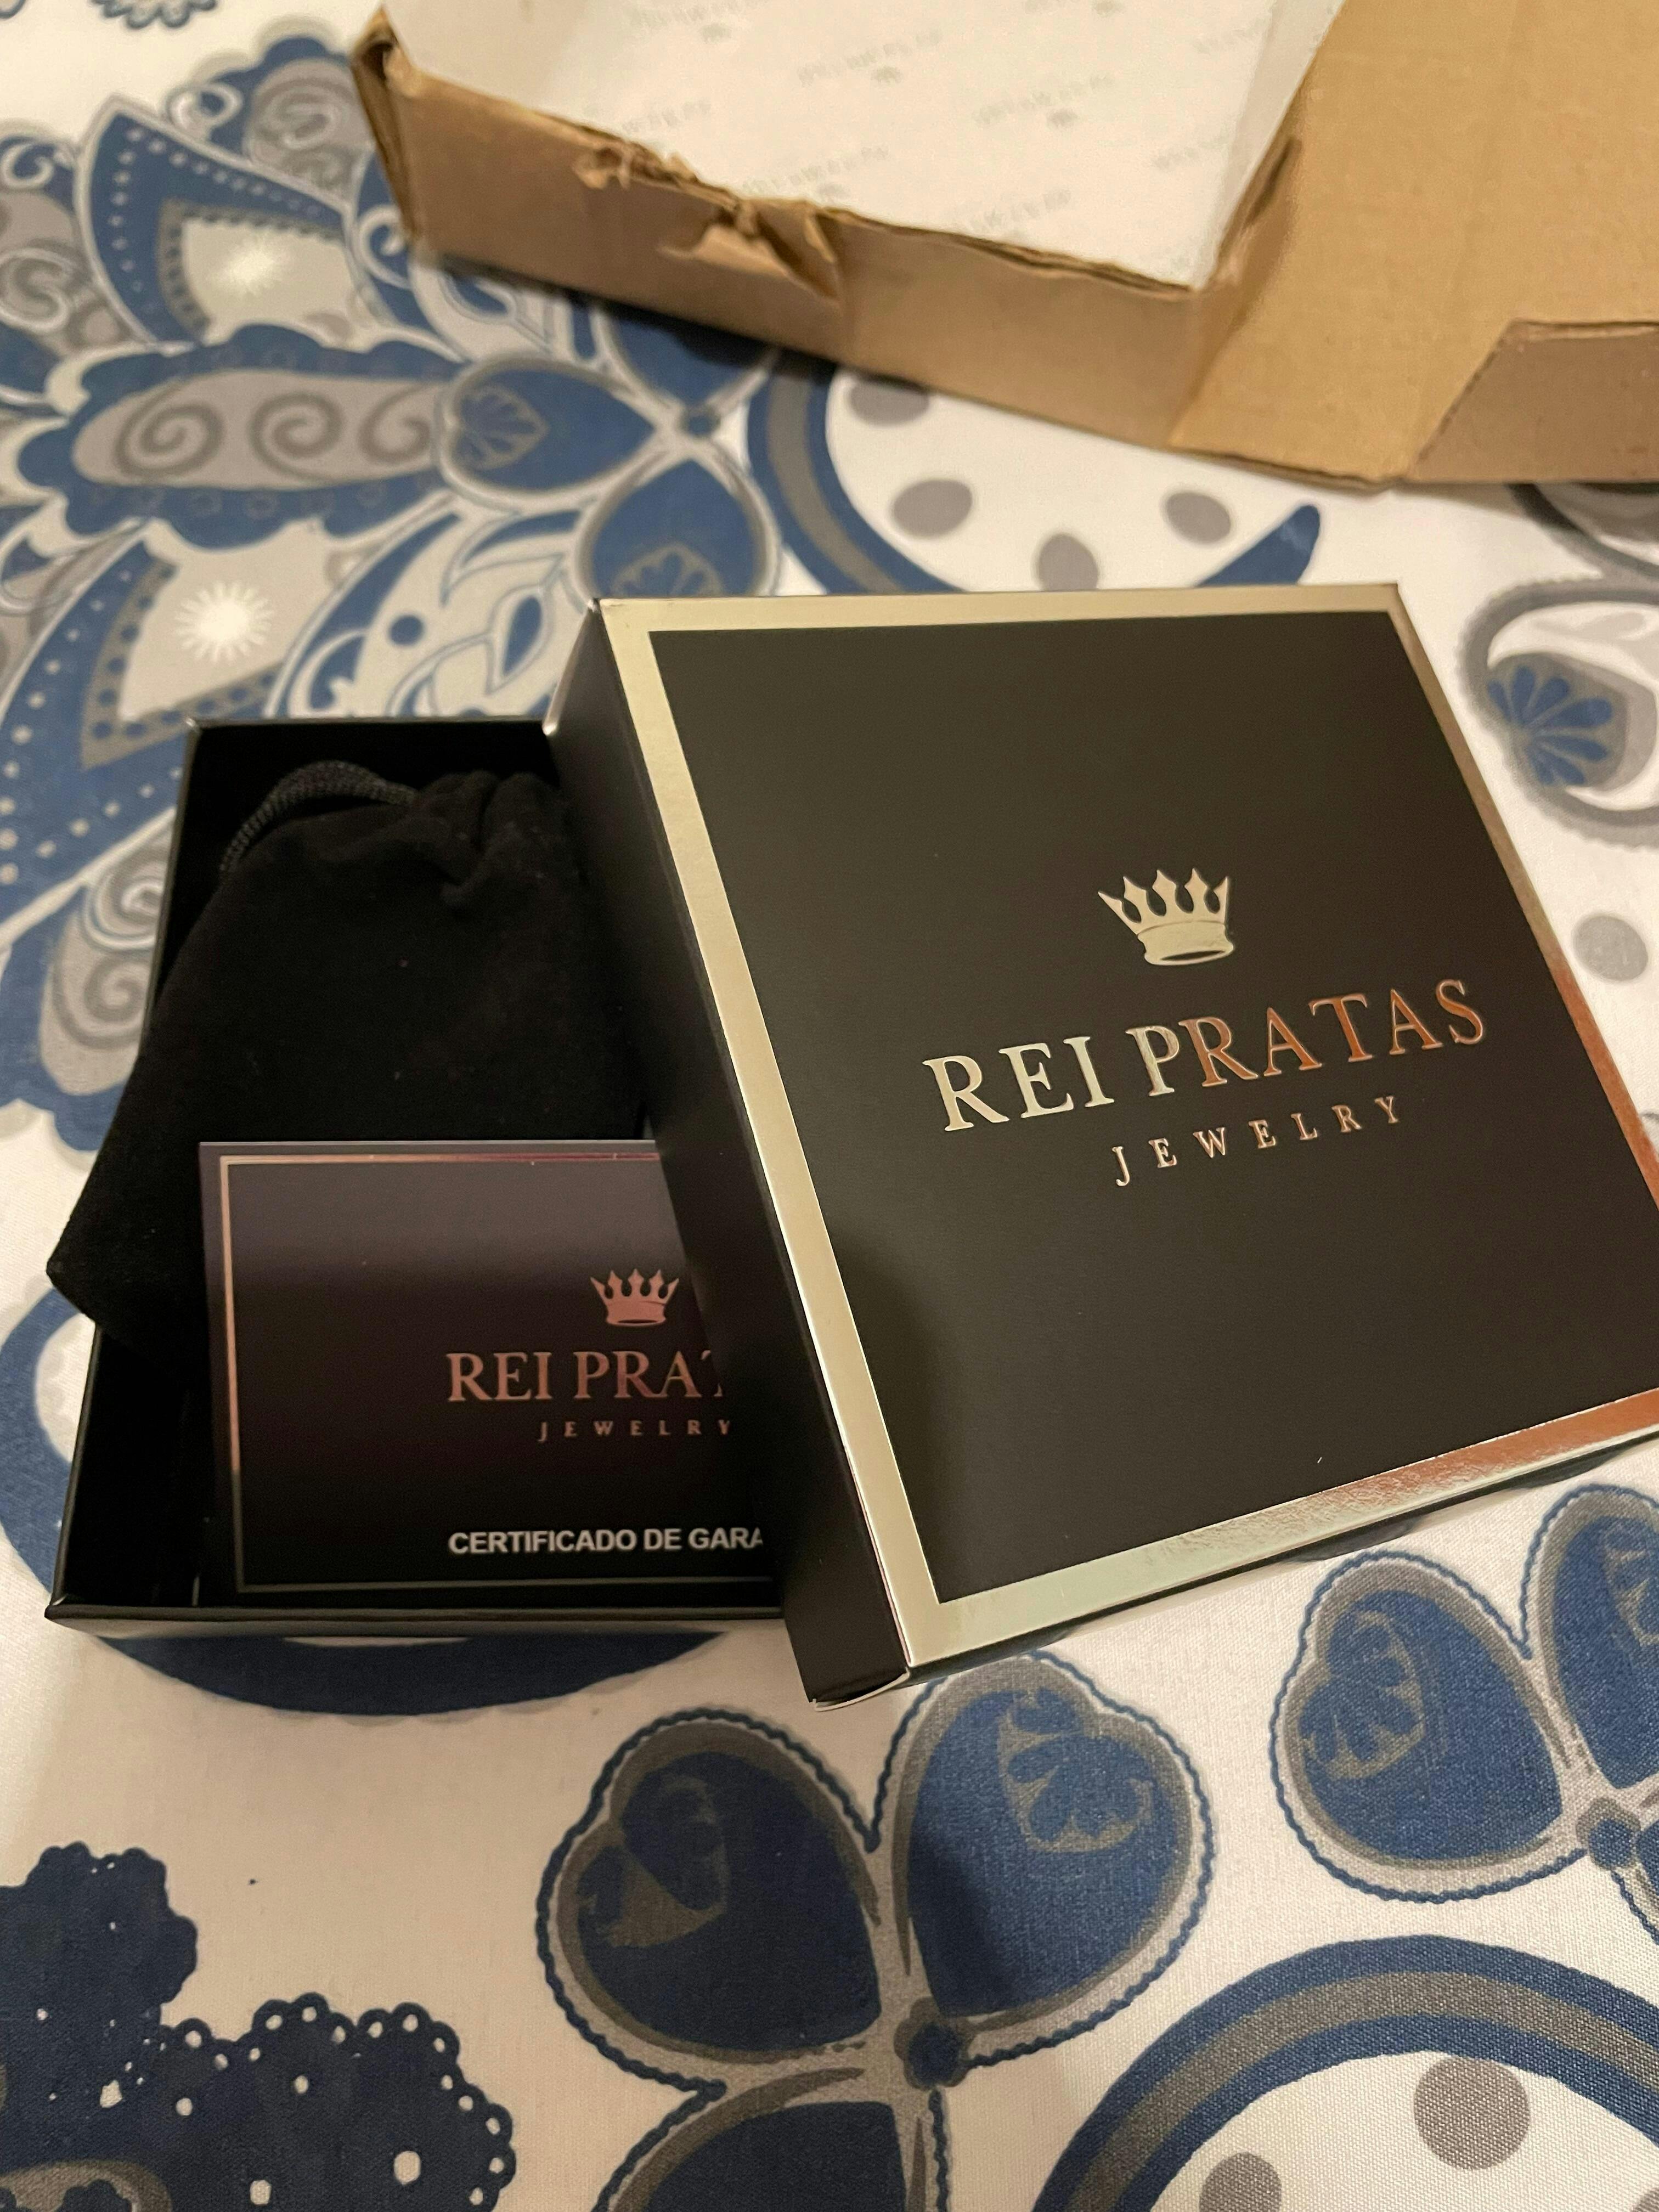 REI PRATAS
JEWELRY
REI PRAT
JEWELRY
CERTIFICADO DE GARA